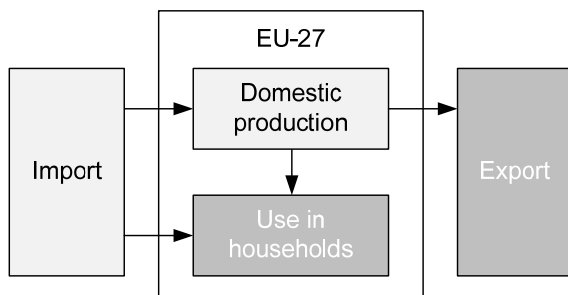 EU-27
Domestic
production
Import
Export
Use in
households